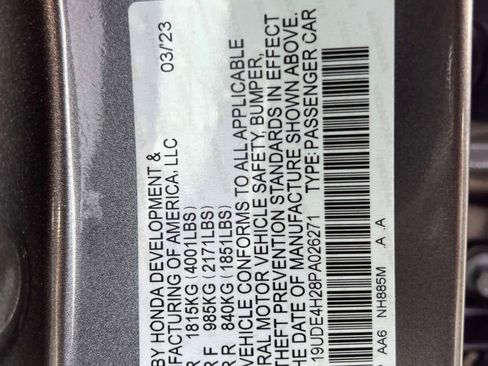 BY HONDA DEVELOPMENT &
FACTURING OF AMERICA, LLC 03/23
R 1815KG (4001LBS)
R F 985KG (2171LBS)
R R 840KG (1851LBS)
VEHICLE CONFORMS TO ALL APPLICABLE
RAL MOTOR VEHICLE SAFETY, BUMPER,
THEFT PREVENTION STANDARDS IN EFFECT
HE DATE OF MANUFACTURE SHOWN ABOVE.
19UDE4H28PA026271 TYPE:PASSENGER CAR
AA6 NH885M A A